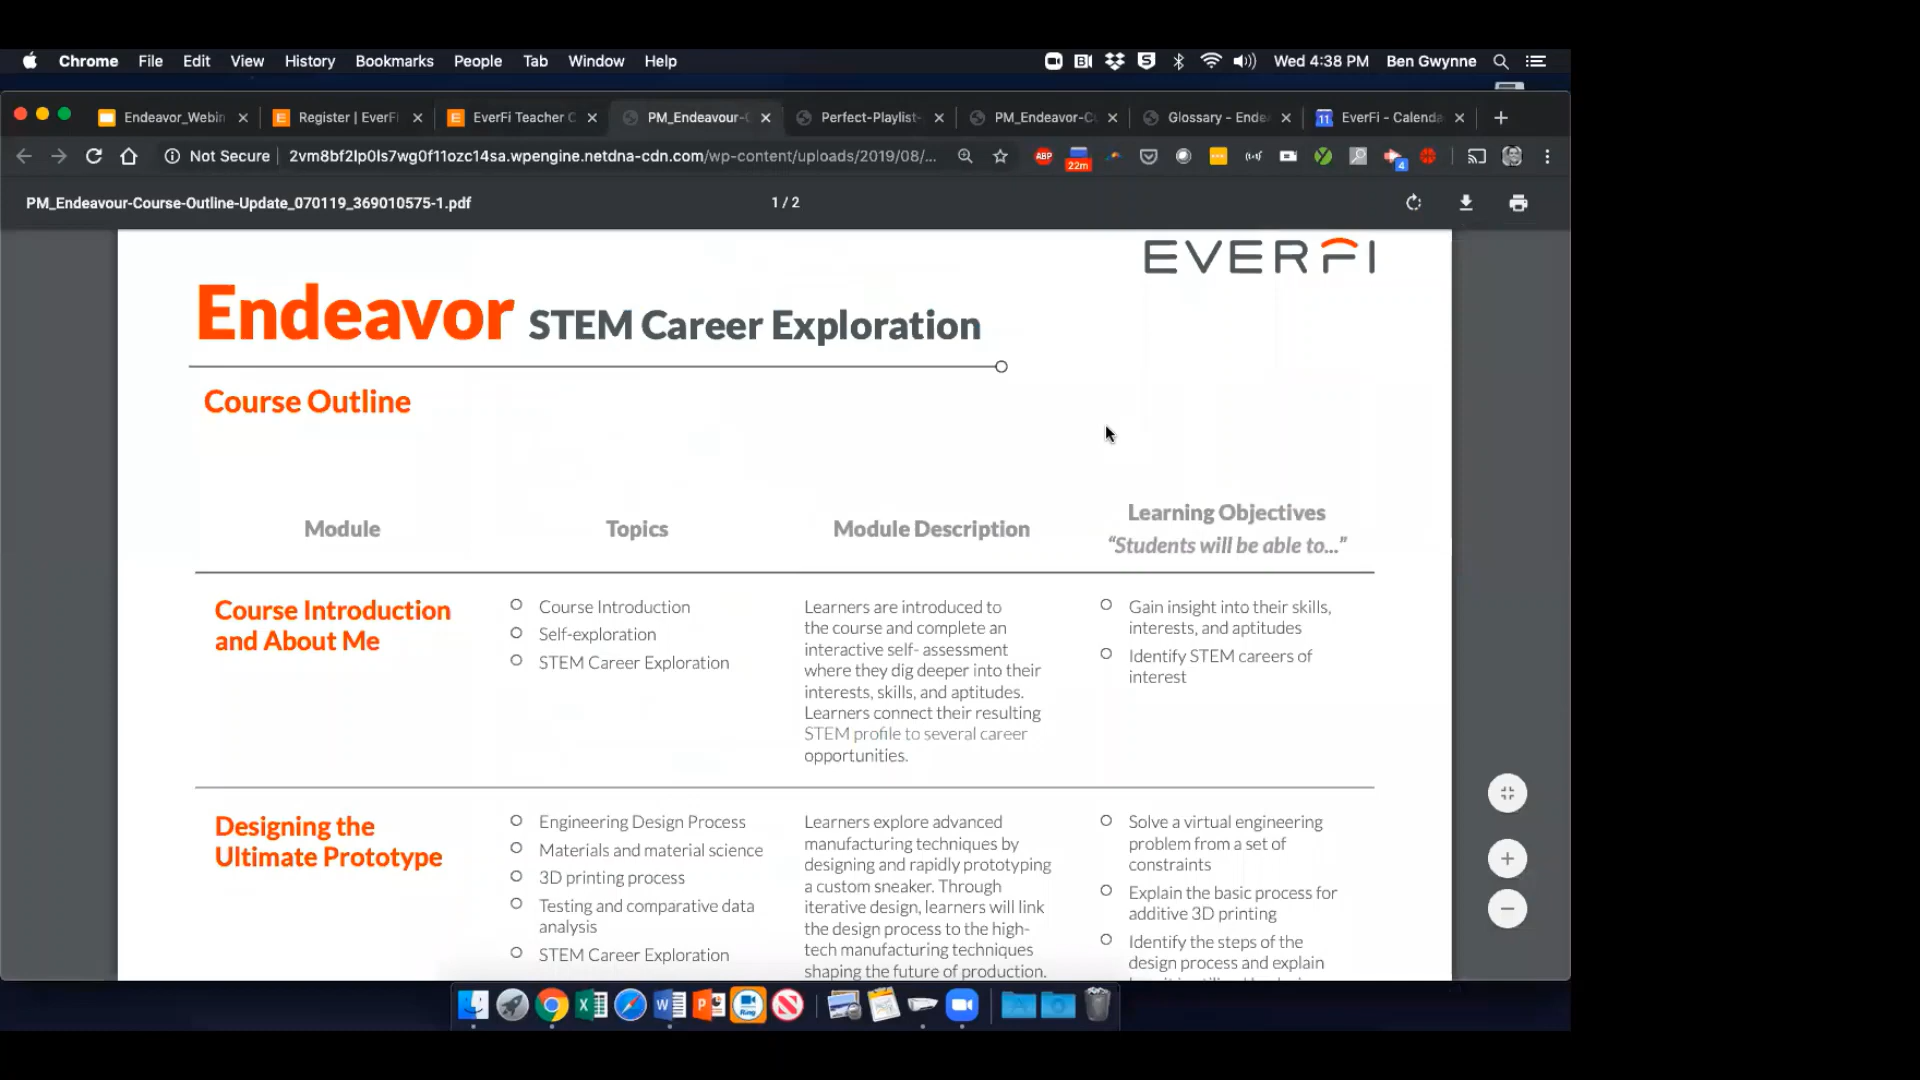 Chrome File Edit View History Bookmarks People Tab Window Help Wed 4:38 PM Ben Gwynne
Endeavor_Webin Register | EverFi EverFi Teacher C PM_Endeavour-C Perfect-Playlist- PM_Endeavor-C Glossary - Ende 11 EverFi - Calenda
Not Secure 2vm8bf2lp0ls7wg0f11ozc14sa.wpengine.netdna-cdn.com/wp-content/uploads/2019/08/... ABP 22m 4
PM_Endeavour-Course-Outline-Update_070119_369010575-1.pdf 1 / 2
EVERFI
Endeavor STEM Career Exploration
Course Outline
Module Topics Module Description Learning Objectives
"Students will be able to..."
Course Introduction
and About Me
Course Introduction
Self-exploration
STEM Career Exploration
Learners are introduced to
the course and complete an
interactive self- assessment
where they dig deeper into their
interests, skills, and aptitudes.
Learners connect their resulting
STEM profile to several career
opportunities.
Gain insight into their skills,
interests, and aptitudes
Identify STEM careers of
interest
Designing the
Ultimate Prototype
Engineering Design Process
Materials and material science
3D printing process
Testing and comparative data
analysis
STEM Career Exploration
Learners explore advanced
manufacturing techniques by
designing and rapidly prototyping
a custom sneaker. Through
iterative design, learners will link
the design process to the high-
tech manufacturing techniques
shaping the future of production.
Solve a virtual engineering
problem from a set of
constraints
Explain the basic process for
additive 3D printing
Identify the steps of the
design process and explain